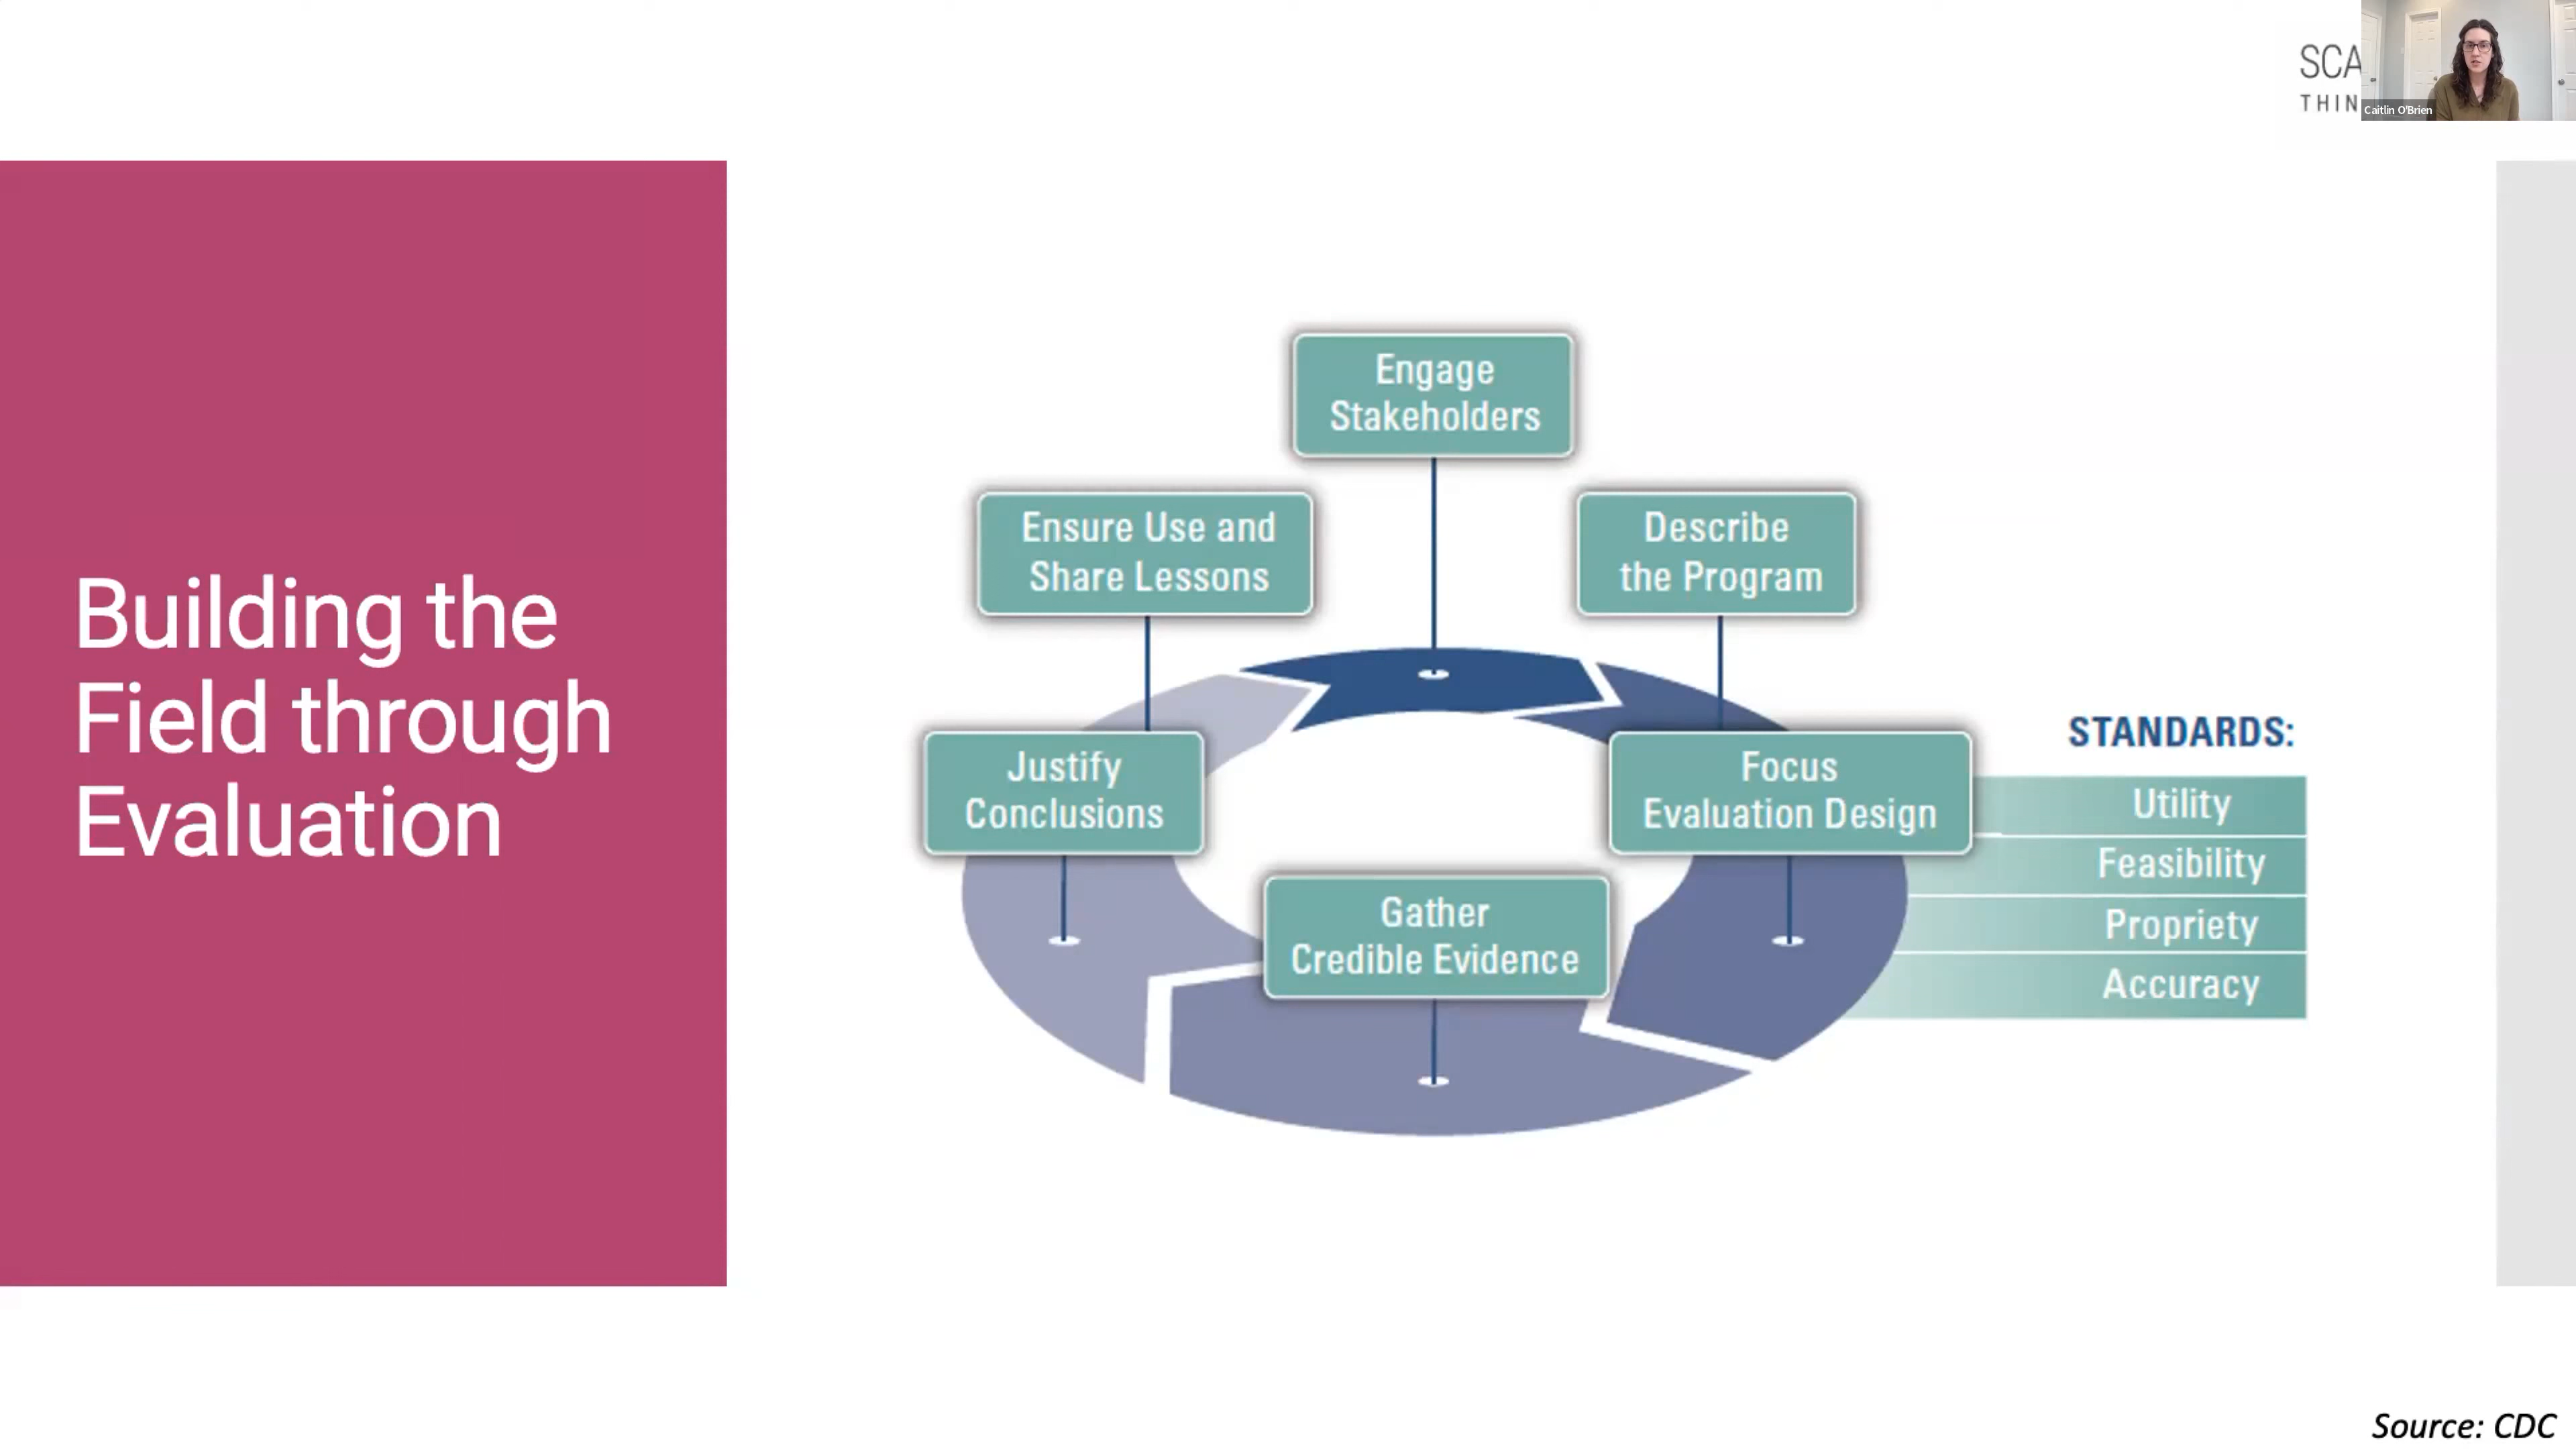 SCA
THIN
Caitlin O'Brien
Building the
Field through
Evaluation
Engage
Stakeholders
Ensure Use and
Share Lessons
Describe
the Program
Justify
Conclusions
Focus
Evaluation Design
Gather
Credible Evidence
STANDARDS:
Utility
Feasibility
Propriety
Accuracy
Source: CDC